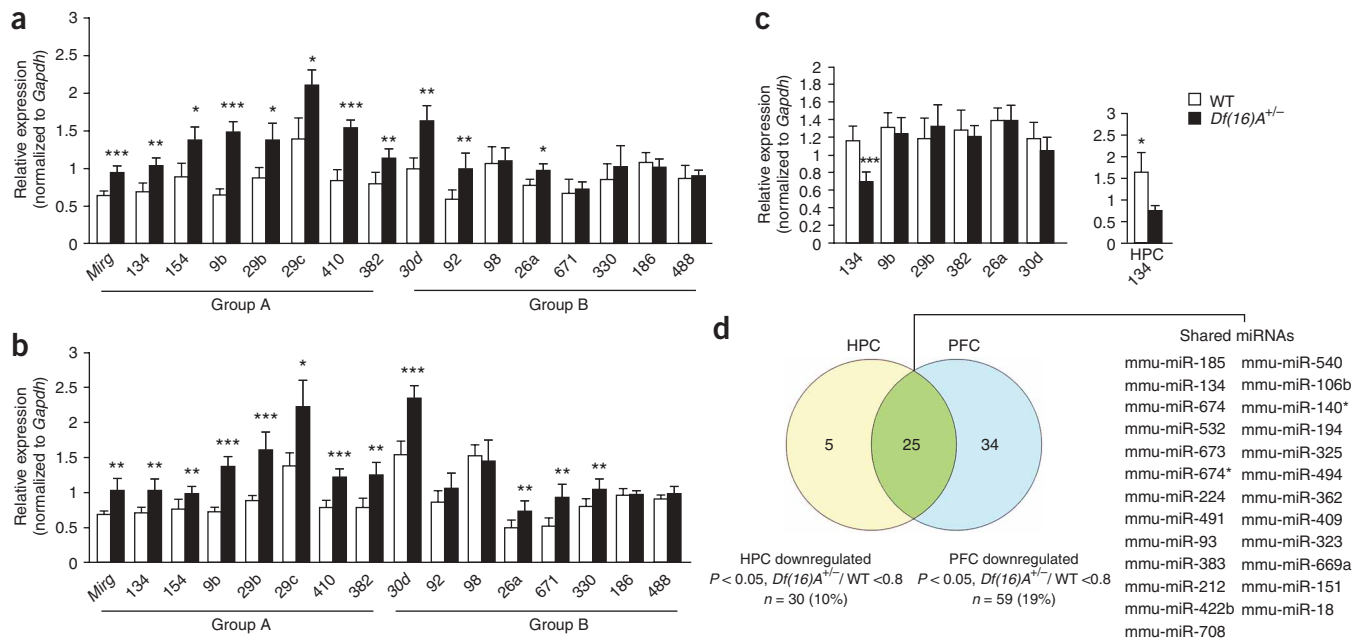 a
Relative expression
(normalized to Gapdh)
3
2.5
2
1.5
1
0.5
0
*** ** * *** * * *** ** ** ** *
Mirg 134 154 9b 29b 29c 410 382 30d 92 98 26a 671 330 186 488
Group A Group B
b
Relative expression
(normalized to Gapdh)
3
2.5
2
1.5
1
0.5
0
** ** ** *** *** * *** ** *** ** ** **
Mirg 134 154 9b 29b 29c 410 382 30d 92 98 26a 671 330 186 488
Group A Group B
c
Relative expression
(normalized to Gapdh)
2
1.8
1.6
1.4
1.2
1
0.8
0.6
0.4
0.2
0
***
134 9b 29b 382 26a 30d
3
2.5
2
1.5
1
0.5
0
*
HPC
134
WT
Df(16)A+/−
d
HPC PFC
5 25 34
HPC downregulated
P < 0.05, Df(16)A+/−/ WT <0.8
n = 30 (10%)
PFC downregulated
P < 0.05, Df(16)A+/−/ WT <0.8
n = 59 (19%)
Shared miRNAs
mmu-miR-185 mmu-miR-540
mmu-miR-134 mmu-miR-106b
mmu-miR-674 mmu-miR-140*
mmu-miR-532 mmu-miR-194
mmu-miR-673 mmu-miR-325
mmu-miR-674* mmu-miR-494
mmu-miR-224 mmu-miR-362
mmu-miR-491 mmu-miR-409
mmu-miR-93 mmu-miR-323
mmu-miR-383 mmu-miR-669a
mmu-miR-212 mmu-miR-151
mmu-miR-422b mmu-miR-18
mmu-miR-708